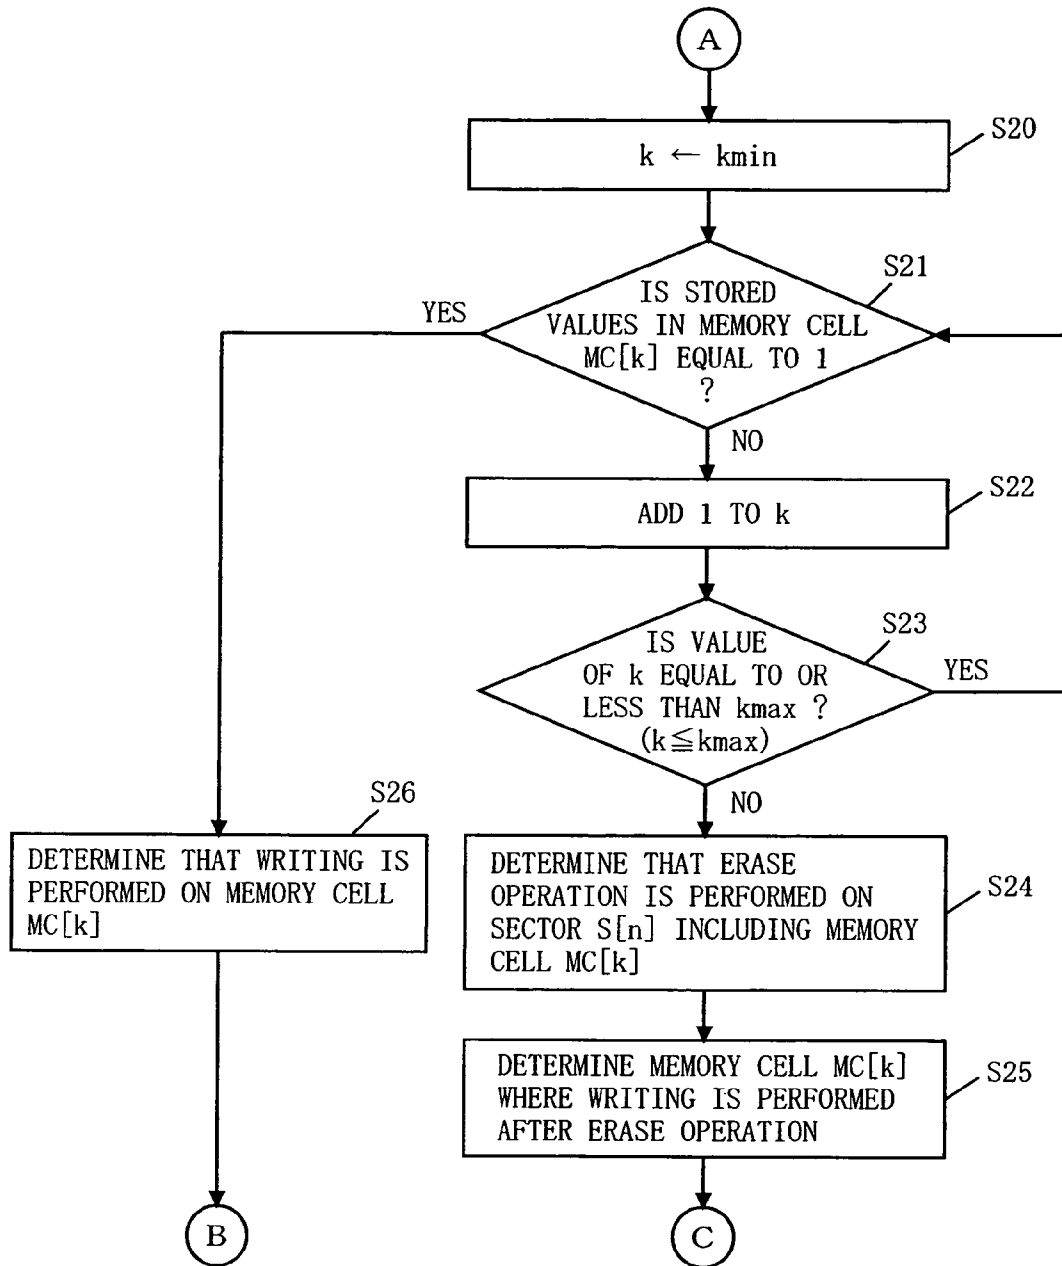 A
S20
k ← kmin
S21
IS STORED
VALUES IN MEMORY CELL
MC[k] EQUAL TO 1
?
YES
NO
S22
ADD 1 TO k
S23
IS VALUE
OF k EQUAL TO OR
LESS THAN kmax ?
(k≦kmax)
YES
NO
S26
DETERMINE THAT WRITING IS
PERFORMED ON MEMORY CELL
MC[k]
S24
DETERMINE THAT ERASE
OPERATION IS PERFORMED ON
SECTOR S[n] INCLUDING MEMORY
CELL MC[k]
S25
DETERMINE MEMORY CELL MC[k]
WHERE WRITING IS PERFORMED
AFTER ERASE OPERATION
B
C